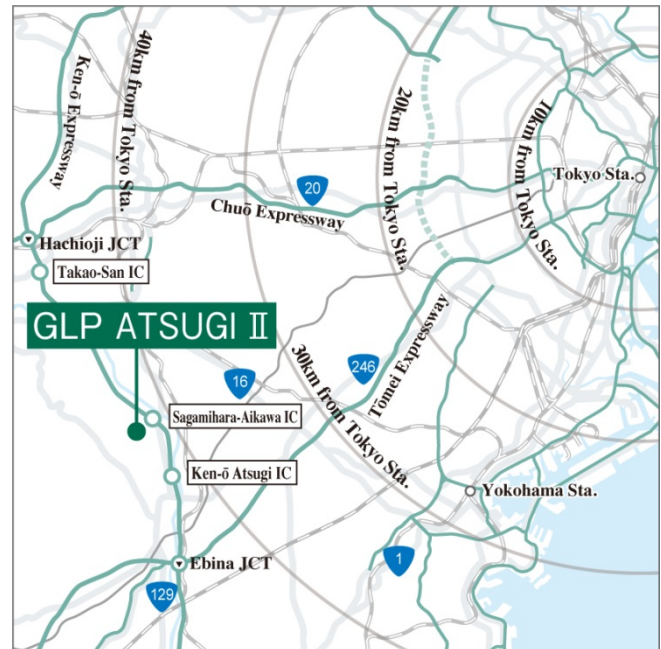 Ken-ō Expressway
40km from Tokyo Sta.
20km from Tokyo Sta.
10km from Tokyo Sta.
Tokyo Sta.
20
Chuō Expressway
Hachioji JCT
Takao-San IC
GLP ATSUGI Ⅱ
246
Tōmei Expressway
16
30km from Tokyo Sta.
Sagamihara-Aikawa IC
Ken-ō Atsugi IC
Yokohama Sta.
Ebina JCT
1
129